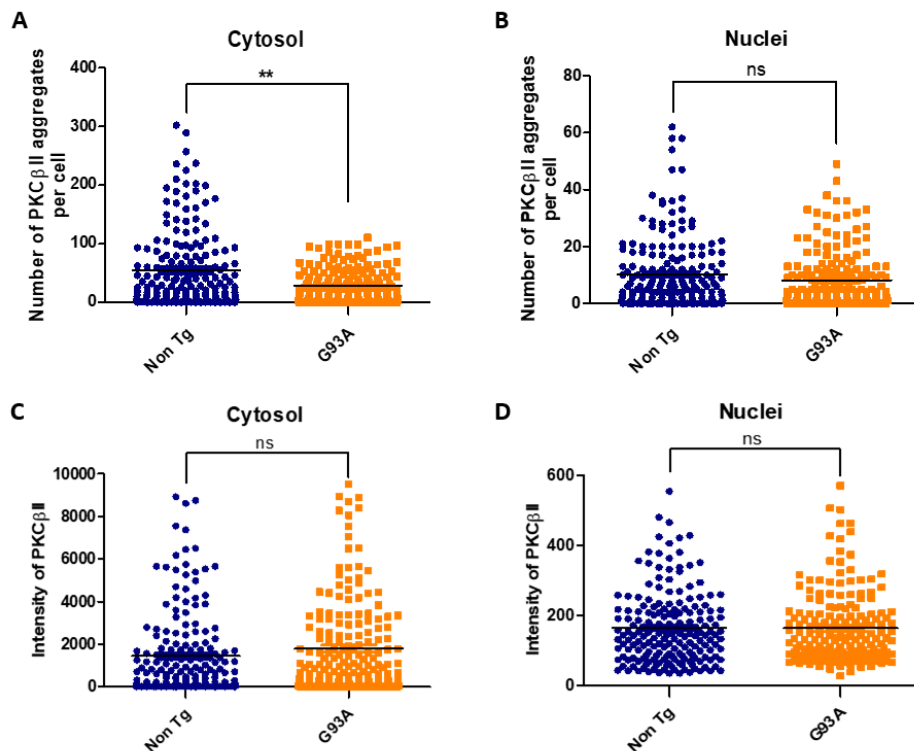 A
Cytosol
Number of PKCβII aggregates
per cell
400
300
200
100
0
**
Non Tg
G93A
B
Nuclei
Number of PKCβII aggregates
per cell
80
60
40
20
0
ns
Non Tg
G93A
C
Cytosol
Intensity of PKCβII
10000
8000
6000
4000
2000
0
ns
Non Tg
G93A
D
Nuclei
Intensity of PKCβII
600
400
200
0
ns
Non Tg
G93A